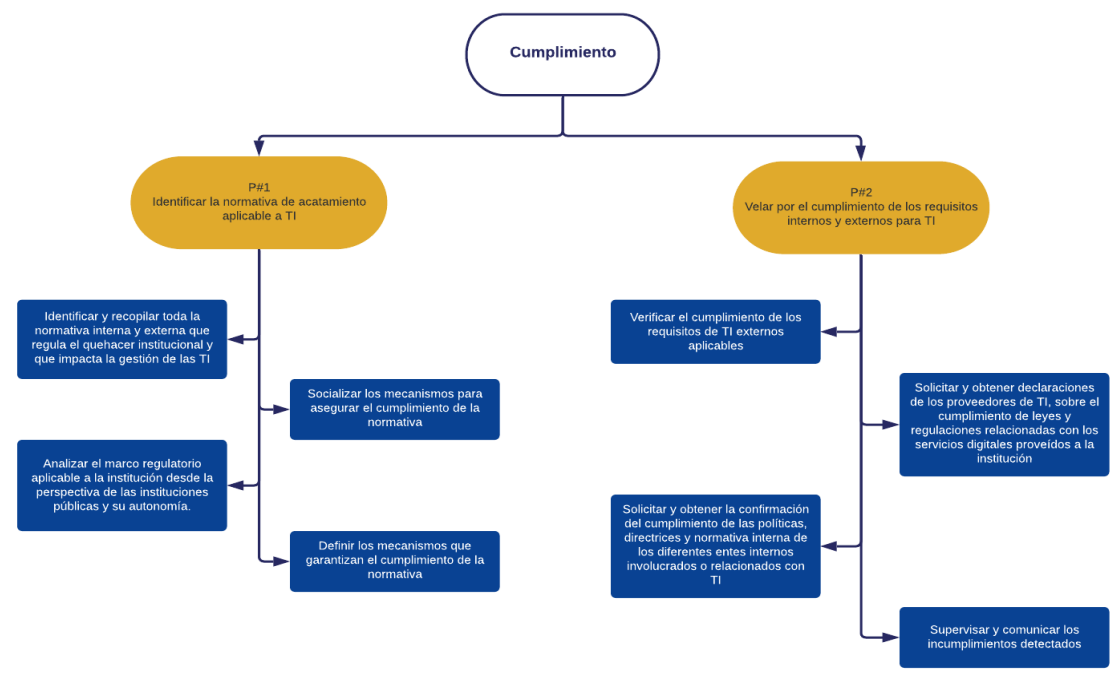 Cumplimiento
P#1
Identificar la normativa de acatamiento
aplicable a TI
P#2
Velar por el cumplimiento de los requisitos
internos y externos para TI
Identificar y recopilar toda la
normativa interna y externa que
regula el quehacer institucional y
que impacta la gestión de las TI
Socializar los mecanismos para
asegurar el cumplimiento de la
normativa
Analizar el marco regulatorio
aplicable a la institución desde la
perspectiva de las instituciones
públicas y su autonomía.
Definir los mecanismos que
garantizan el cumplimiento de la
normativa
Verificar el cumplimiento de los
requisitos de TI externos
aplicables
Solicitar y obtener declaraciones
de los proveedores de TI, sobre el
cumplimiento de leyes y
regulaciones relacionadas con los
servicios digitales proveídos a la
institución
Solicitar y obtener la confirmación
del cumplimiento de las políticas,
directrices y normativa interna de
los diferentes entes internos
involucrados o relacionados con
TI
Supervisar y comunicar los
incumplimientos detectados